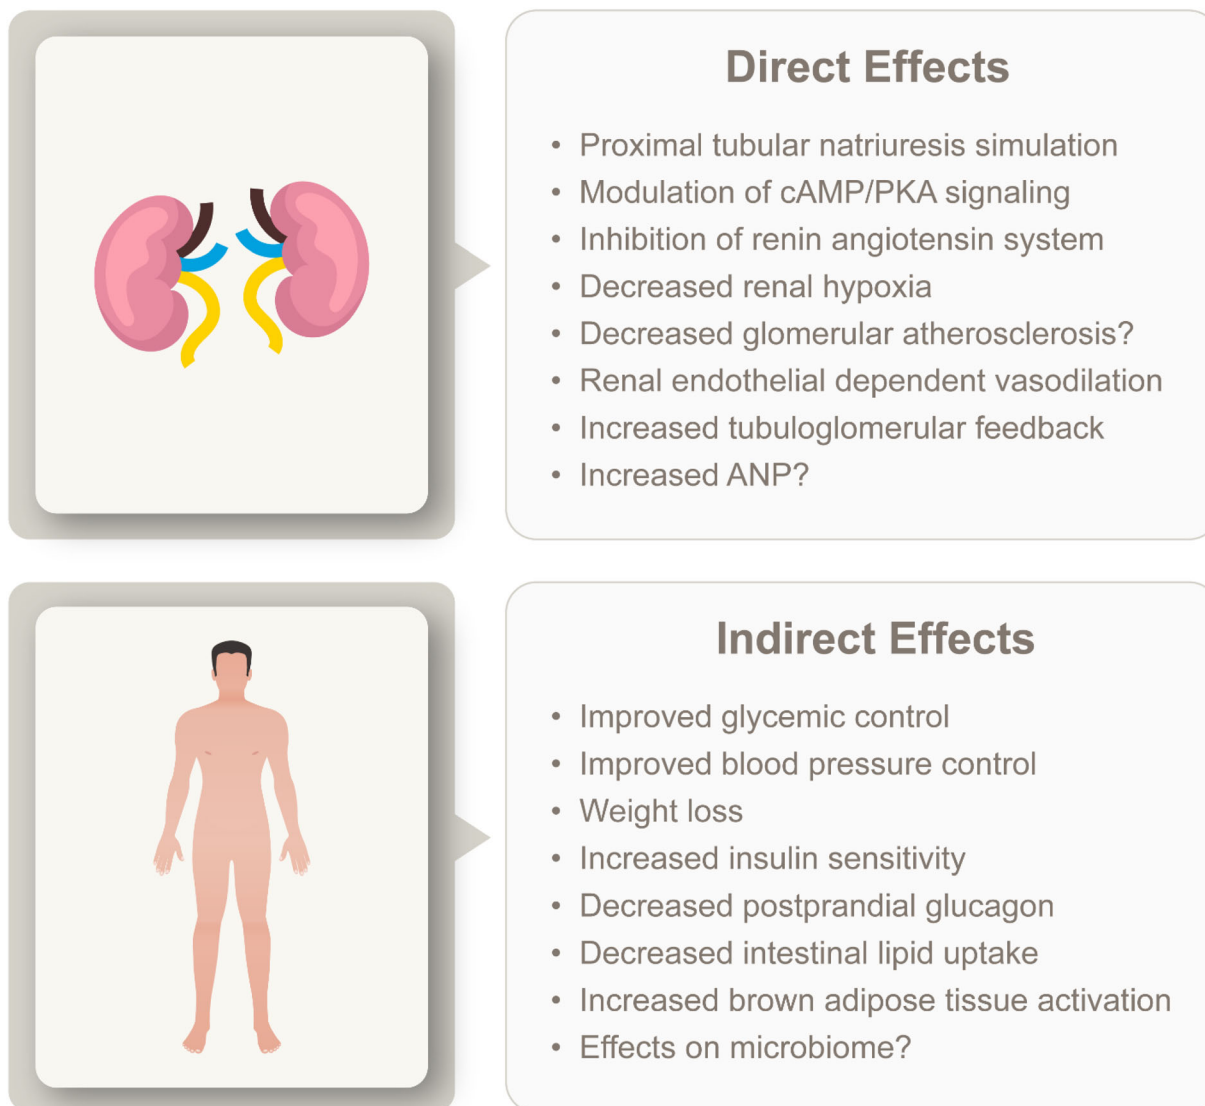 Direct Effects
• Proximal tubular natriuresis simulation
• Modulation of cAMP/PKA signaling
• Inhibition of renin angiotensin system
• Decreased renal hypoxia
• Decreased glomerular atherosclerosis?
• Renal endothelial dependent vasodilation
• Increased tubuloglomerular feedback
• Increased ANP?
Indirect Effects
• Improved glycemic control
• Improved blood pressure control
• Weight loss
• Increased insulin sensitivity
• Decreased postprandial glucagon
• Decreased intestinal lipid uptake
• Increased brown adipose tissue activation
• Effects on microbiome?